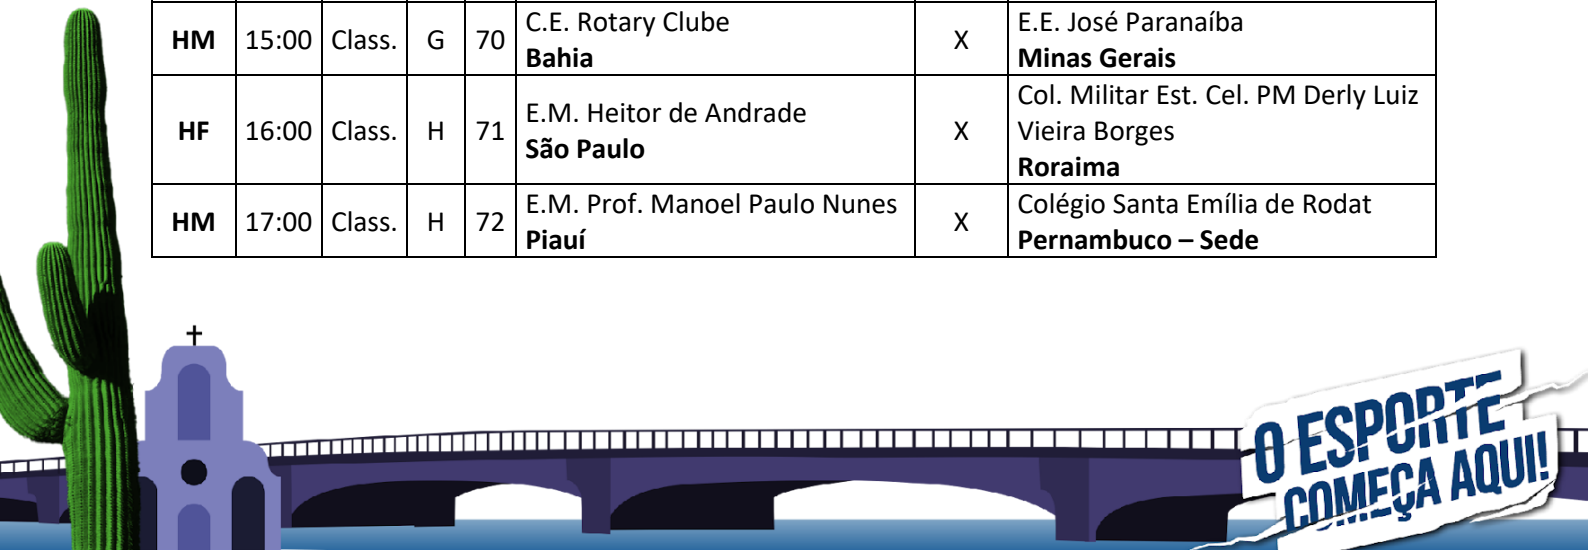 HM 15:00 Class. G 70 C.E. Rotary Clube X E.E. José Paranaíba
Bahia Minas Gerais
HF 16:00 Class. H 71 E.M. Heitor de Andrade X Col. Militar Est. Cel. PM Derly Luiz
São Paulo Vieira Borges
Roraima
HM 17:00 Class. H 72 E.M. Prof. Manoel Paulo Nunes X Colégio Santa Emília de Rodat
Piauí Pernambuco – Sede
O ESPORTE
COMEÇA AQUI!